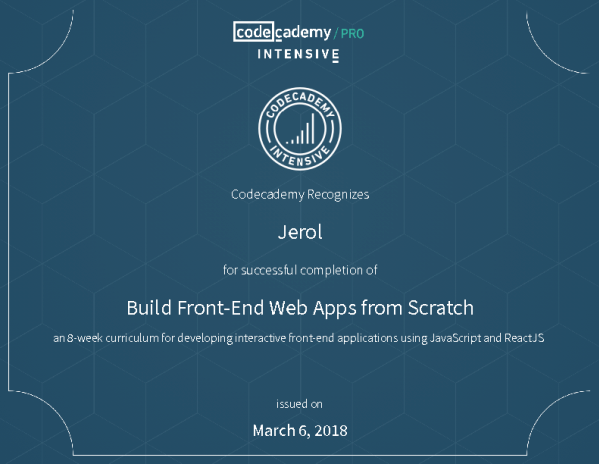 codecademy/PRO
INTENSIVE
CODECADEMY
INTENSIVE
Codecademy Recognizes
Jerol
for successful completion of
Build Front-End Web Apps from Scratch
an 8-week curriculum for developing interactive front-end applications using JavaScript and ReactJS
issued on
March 6, 2018